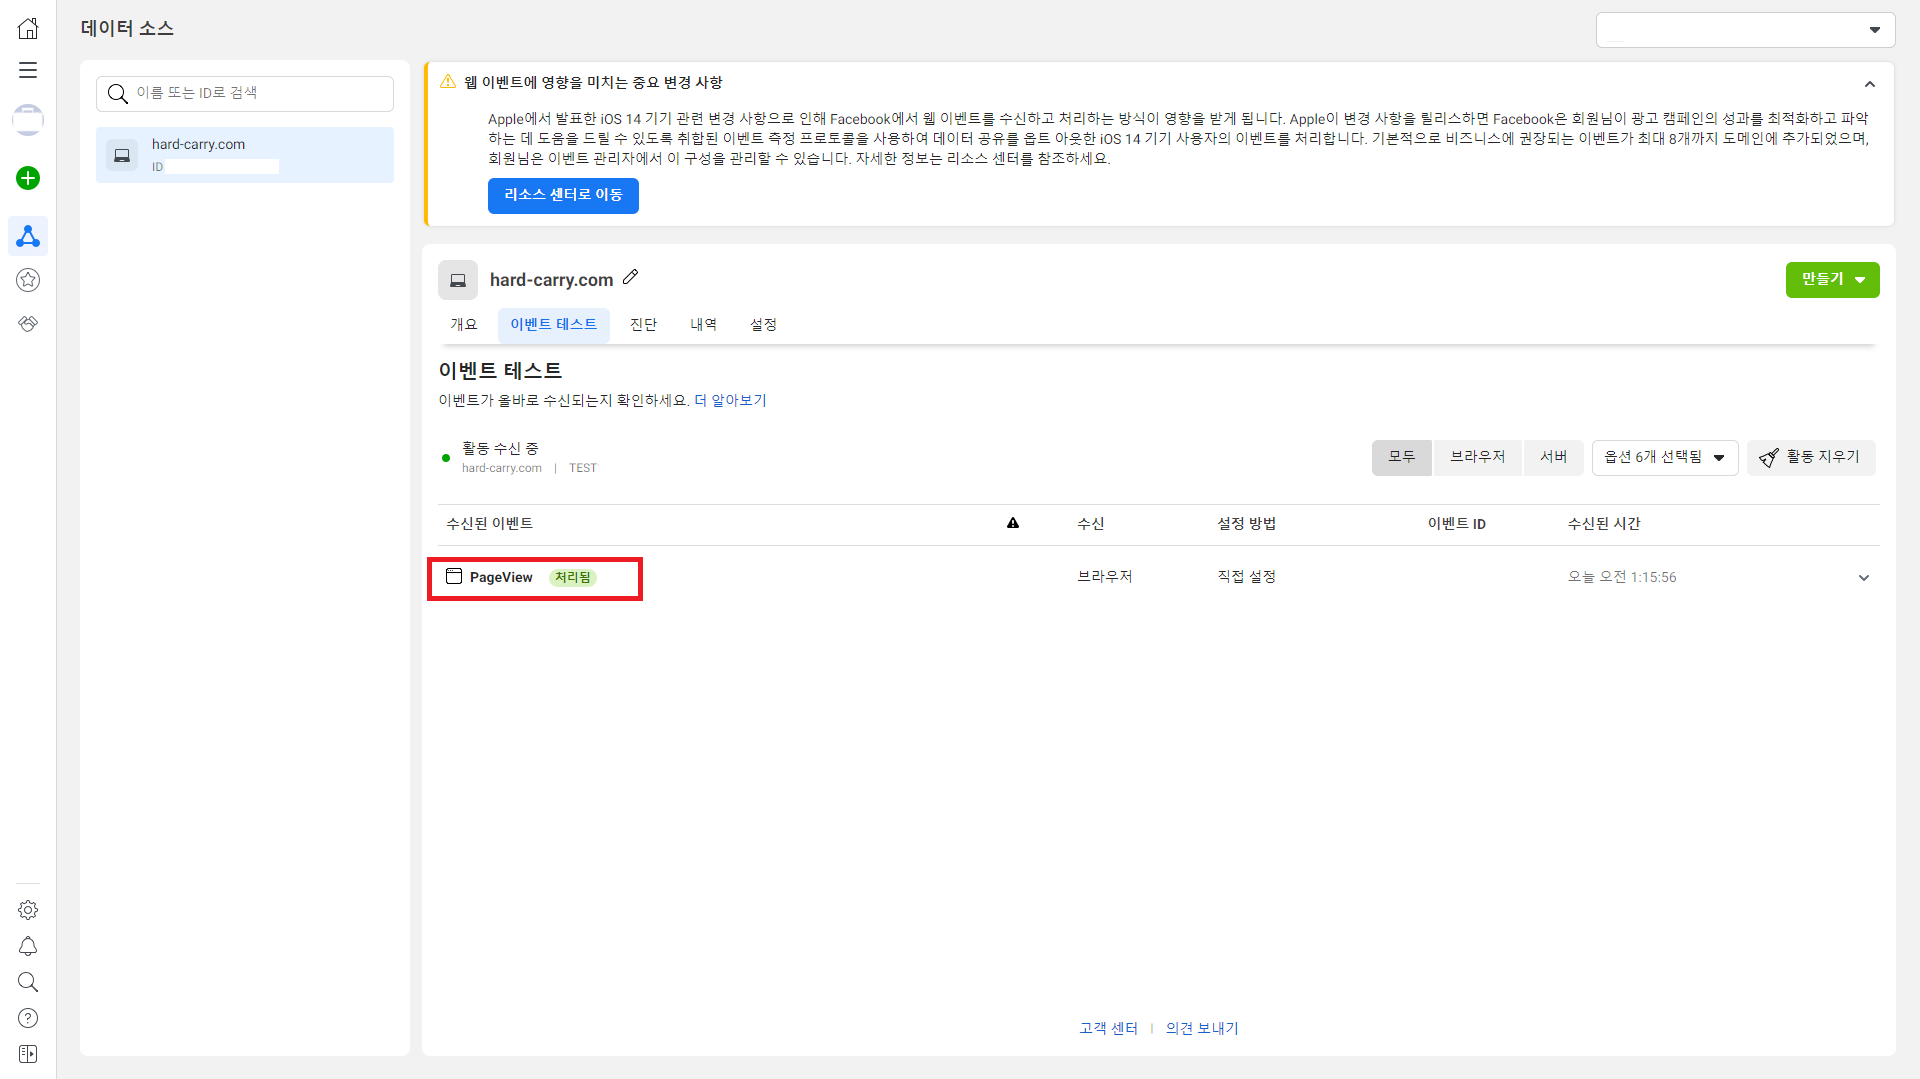 데이터 소스
이름 또는 ID로 검색
hard-carry.com
ID
웹 이벤트에 영향을 미치는 중요 변경 사항
Apple에서 발표한 iOS 14 기기 관련 변경 사항으로 인해 Facebook에서 웹 이벤트를 수신하고 처리하는 방식이 영향을 받게 됩니다. Apple이 변경 사항을 릴리스하면 Facebook은 회원님이 광고 캠페인의 성과를 최적화하고 파악
하는 데 도움을 드릴 수 있도록 취합된 이벤트 측정 프로토콜을 사용하여 데이터 공유를 옵트 아웃한 iOS 14 기기 사용자의 이벤트를 처리합니다. 기본적으로 비즈니스에 권장되는 이벤트가 최대 8개까지 도메인에 추가되었으며,
회원님은 이벤트 관리자에서 이 구성을 관리할 수 있습니다. 자세한 정보는 리소스 센터를 참조하세요.
리소스 센터로 이동
hard-carry.com
만들기
개요 이벤트 테스트 진단 내역 설정
이벤트 테스트
이벤트가 올바로 수신되는지 확인하세요. 더 알아보기
활동 수신 중
hard-carry.com | TEST
모두 브라우저 서버 옵션 6개 선택됨 활동 지우기
수신된 이벤트 수신 설정 방법 이벤트 ID 수신된 시간
PageView 처리됨 브라우저 직접 설정 오늘 오전 1:15:56
고객 센터 | 의견 보내기